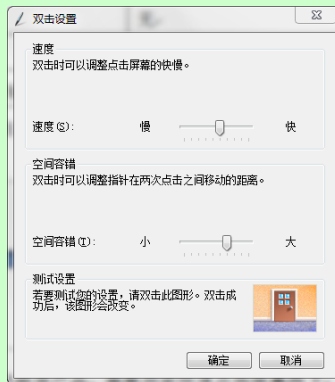 双击设置
速度
双击时可以调整点击屏幕的快慢。
速度(S): 慢 快
空间容错
双击时可以调整指针在两次点击之间移动的距离。
空间容错(T): 小 大
测试设置
若要测试您的设置，请双击此图形。双击成
功后，该图形会改变。
确定 取消